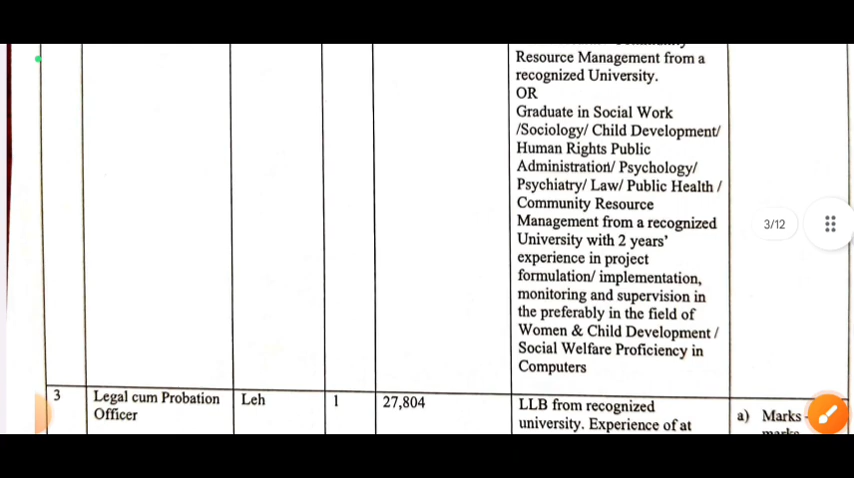 Resource Management from a
recognized University.
OR
Graduate in Social Work
/Sociology/ Child Development/
Human Rights Public
Administration/ Psychology/
Psychiatry/ Law/ Public Health /
Community Resource
Management from a recognized
University with 2 years'
experience in project
formulation/ implementation,
monitoring and supervision in
the preferably in the field of
Women & Child Development /
Social Welfare Proficiency in
Computers
3/12
3
Legal cum Probation
Officer
Leh
1
27,804
LLB from recognized
university. Experience of at
a) Marks -